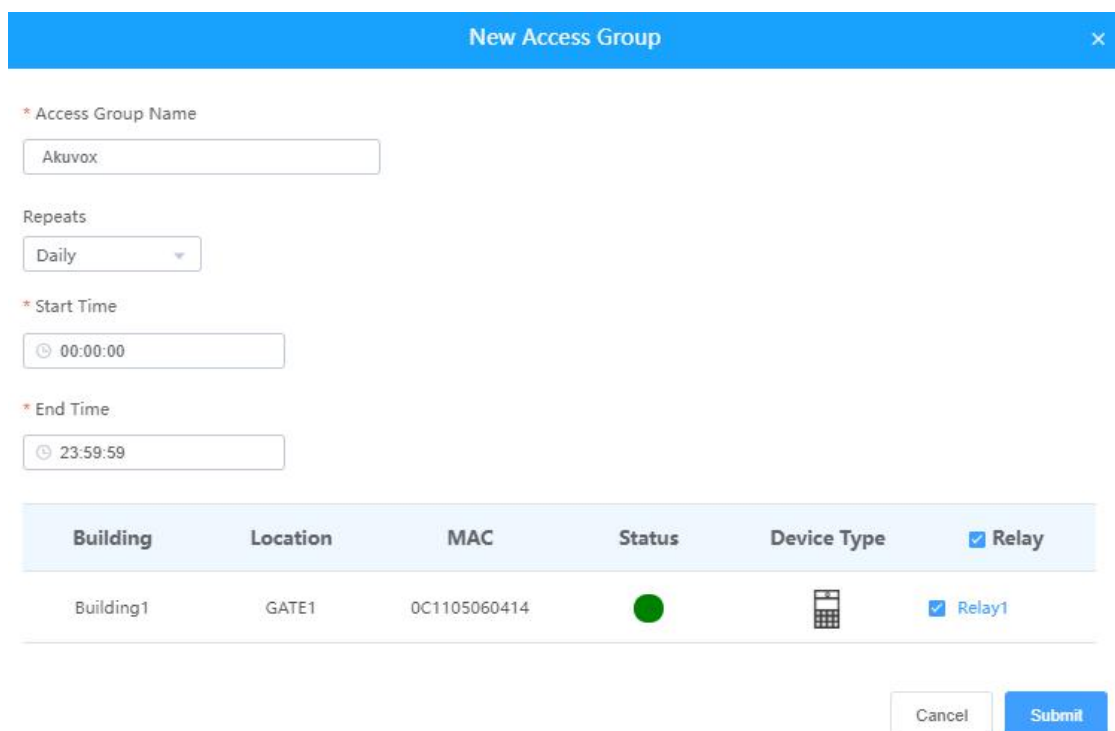 New Access Group ×
* Access Group Name
Akuvox
Repeats
Daily
* Start Time
00:00:00
* End Time
23:59:59
Building Location MAC Status Device Type Relay
Building1 GATE1 0C1105060414 Relay1
Cancel Submit